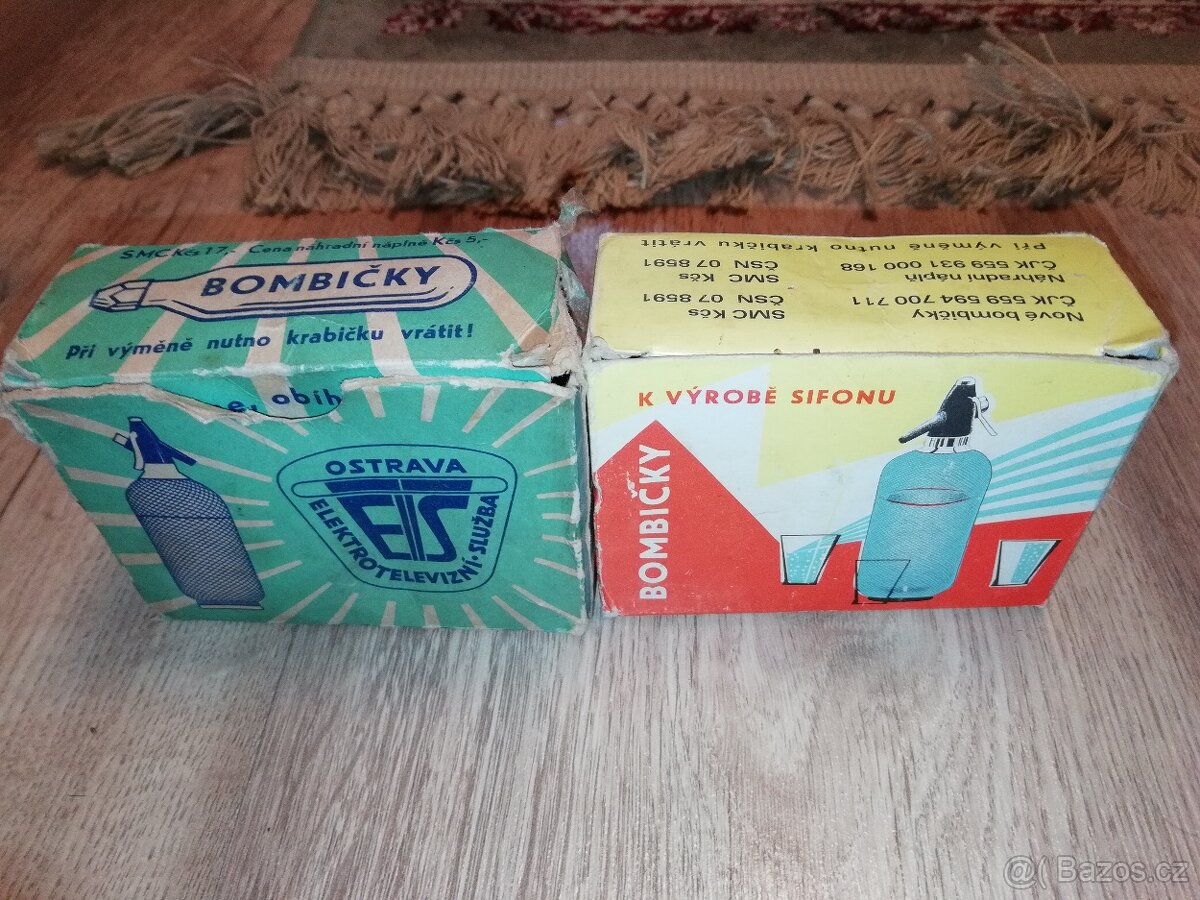 SMC Kčs 17,- Cena náhradní náplně Kčs 5,-
BOMBIČKY
Při výměně nutno krabičku vrátit!
e, obih
OSTRAVA
ETS
ELEKTROTELEVIZNÍ • SLUŽBA
Nové bombičky
ČJK 559 594 700 711
SMC Kčs
ČSN 07 8591
Náhradní náplň
ČJK 559 931 000 168
SMC Kčs
ČSN 07 8591
Při výměně nutno krabičku vrátit
K VÝROBĚ SIFONU
BOMBIČKY
@( Bazos.cz